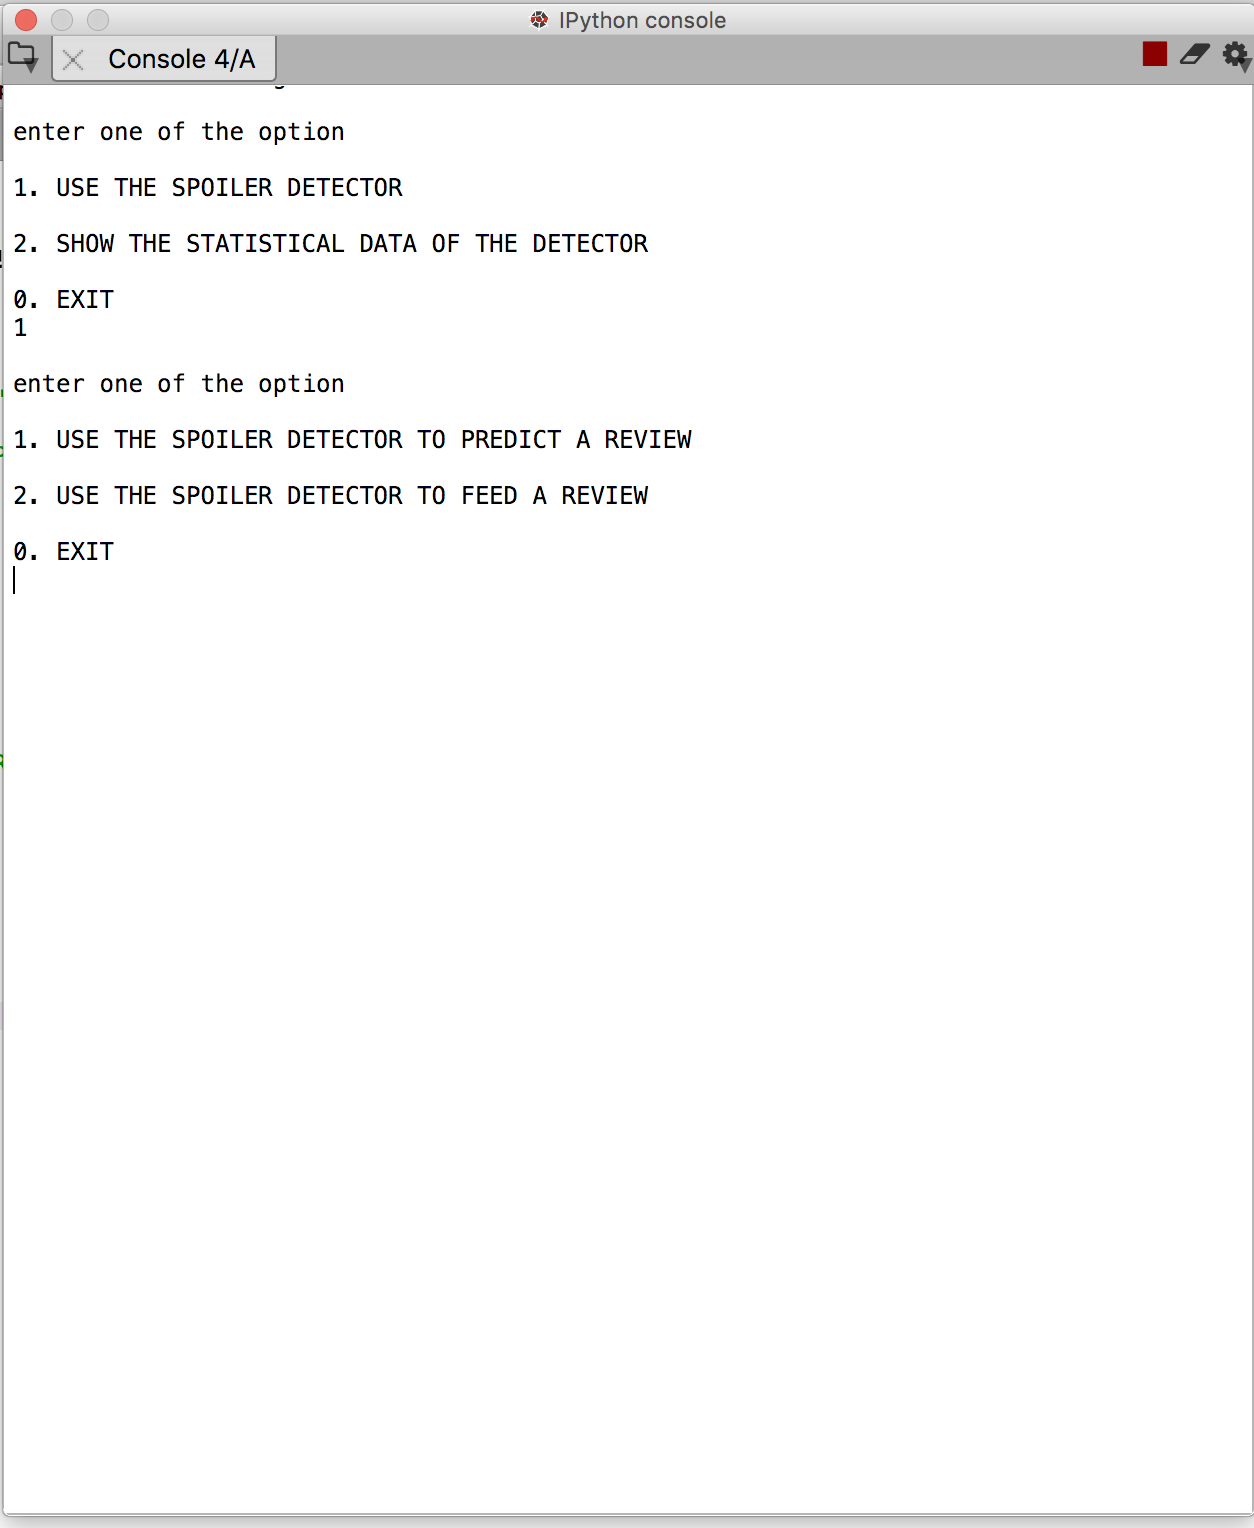 IPython console
Console 4/A
enter one of the option
1. USE THE SPOILER DETECTOR
2. SHOW THE STATISTICAL DATA OF THE DETECTOR
0. EXIT
1
enter one of the option
1. USE THE SPOILER DETECTOR TO PREDICT A REVIEW
2. USE THE SPOILER DETECTOR TO FEED A REVIEW
0. EXIT